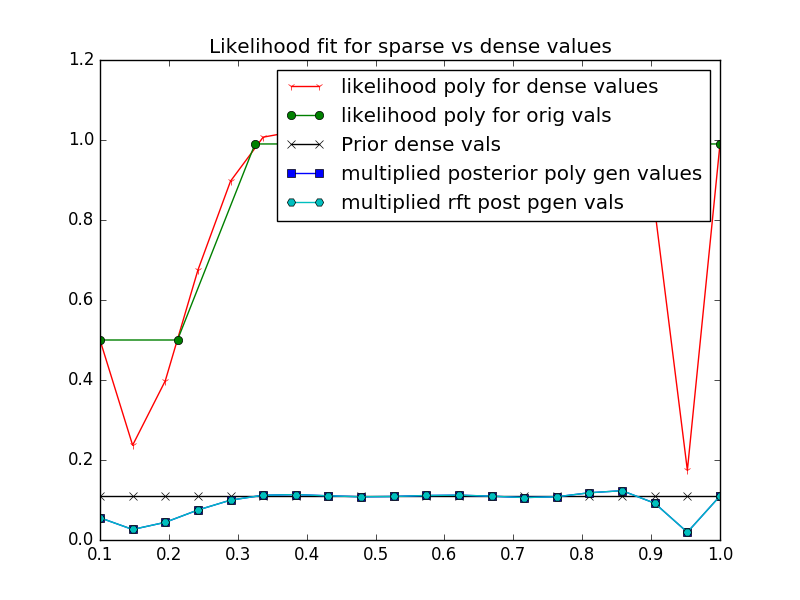 Likelihood fit for sparse vs dense values
1.2
1.0
0.8
0.6
0.4
0.2
0.0
likelihood poly for dense values
likelihood poly for orig vals
Prior dense vals
multiplied posterior poly gen values
multiplied rft post pgen vals
0.1 0.2 0.3 0.4 0.5 0.6 0.7 0.8 0.9 1.0